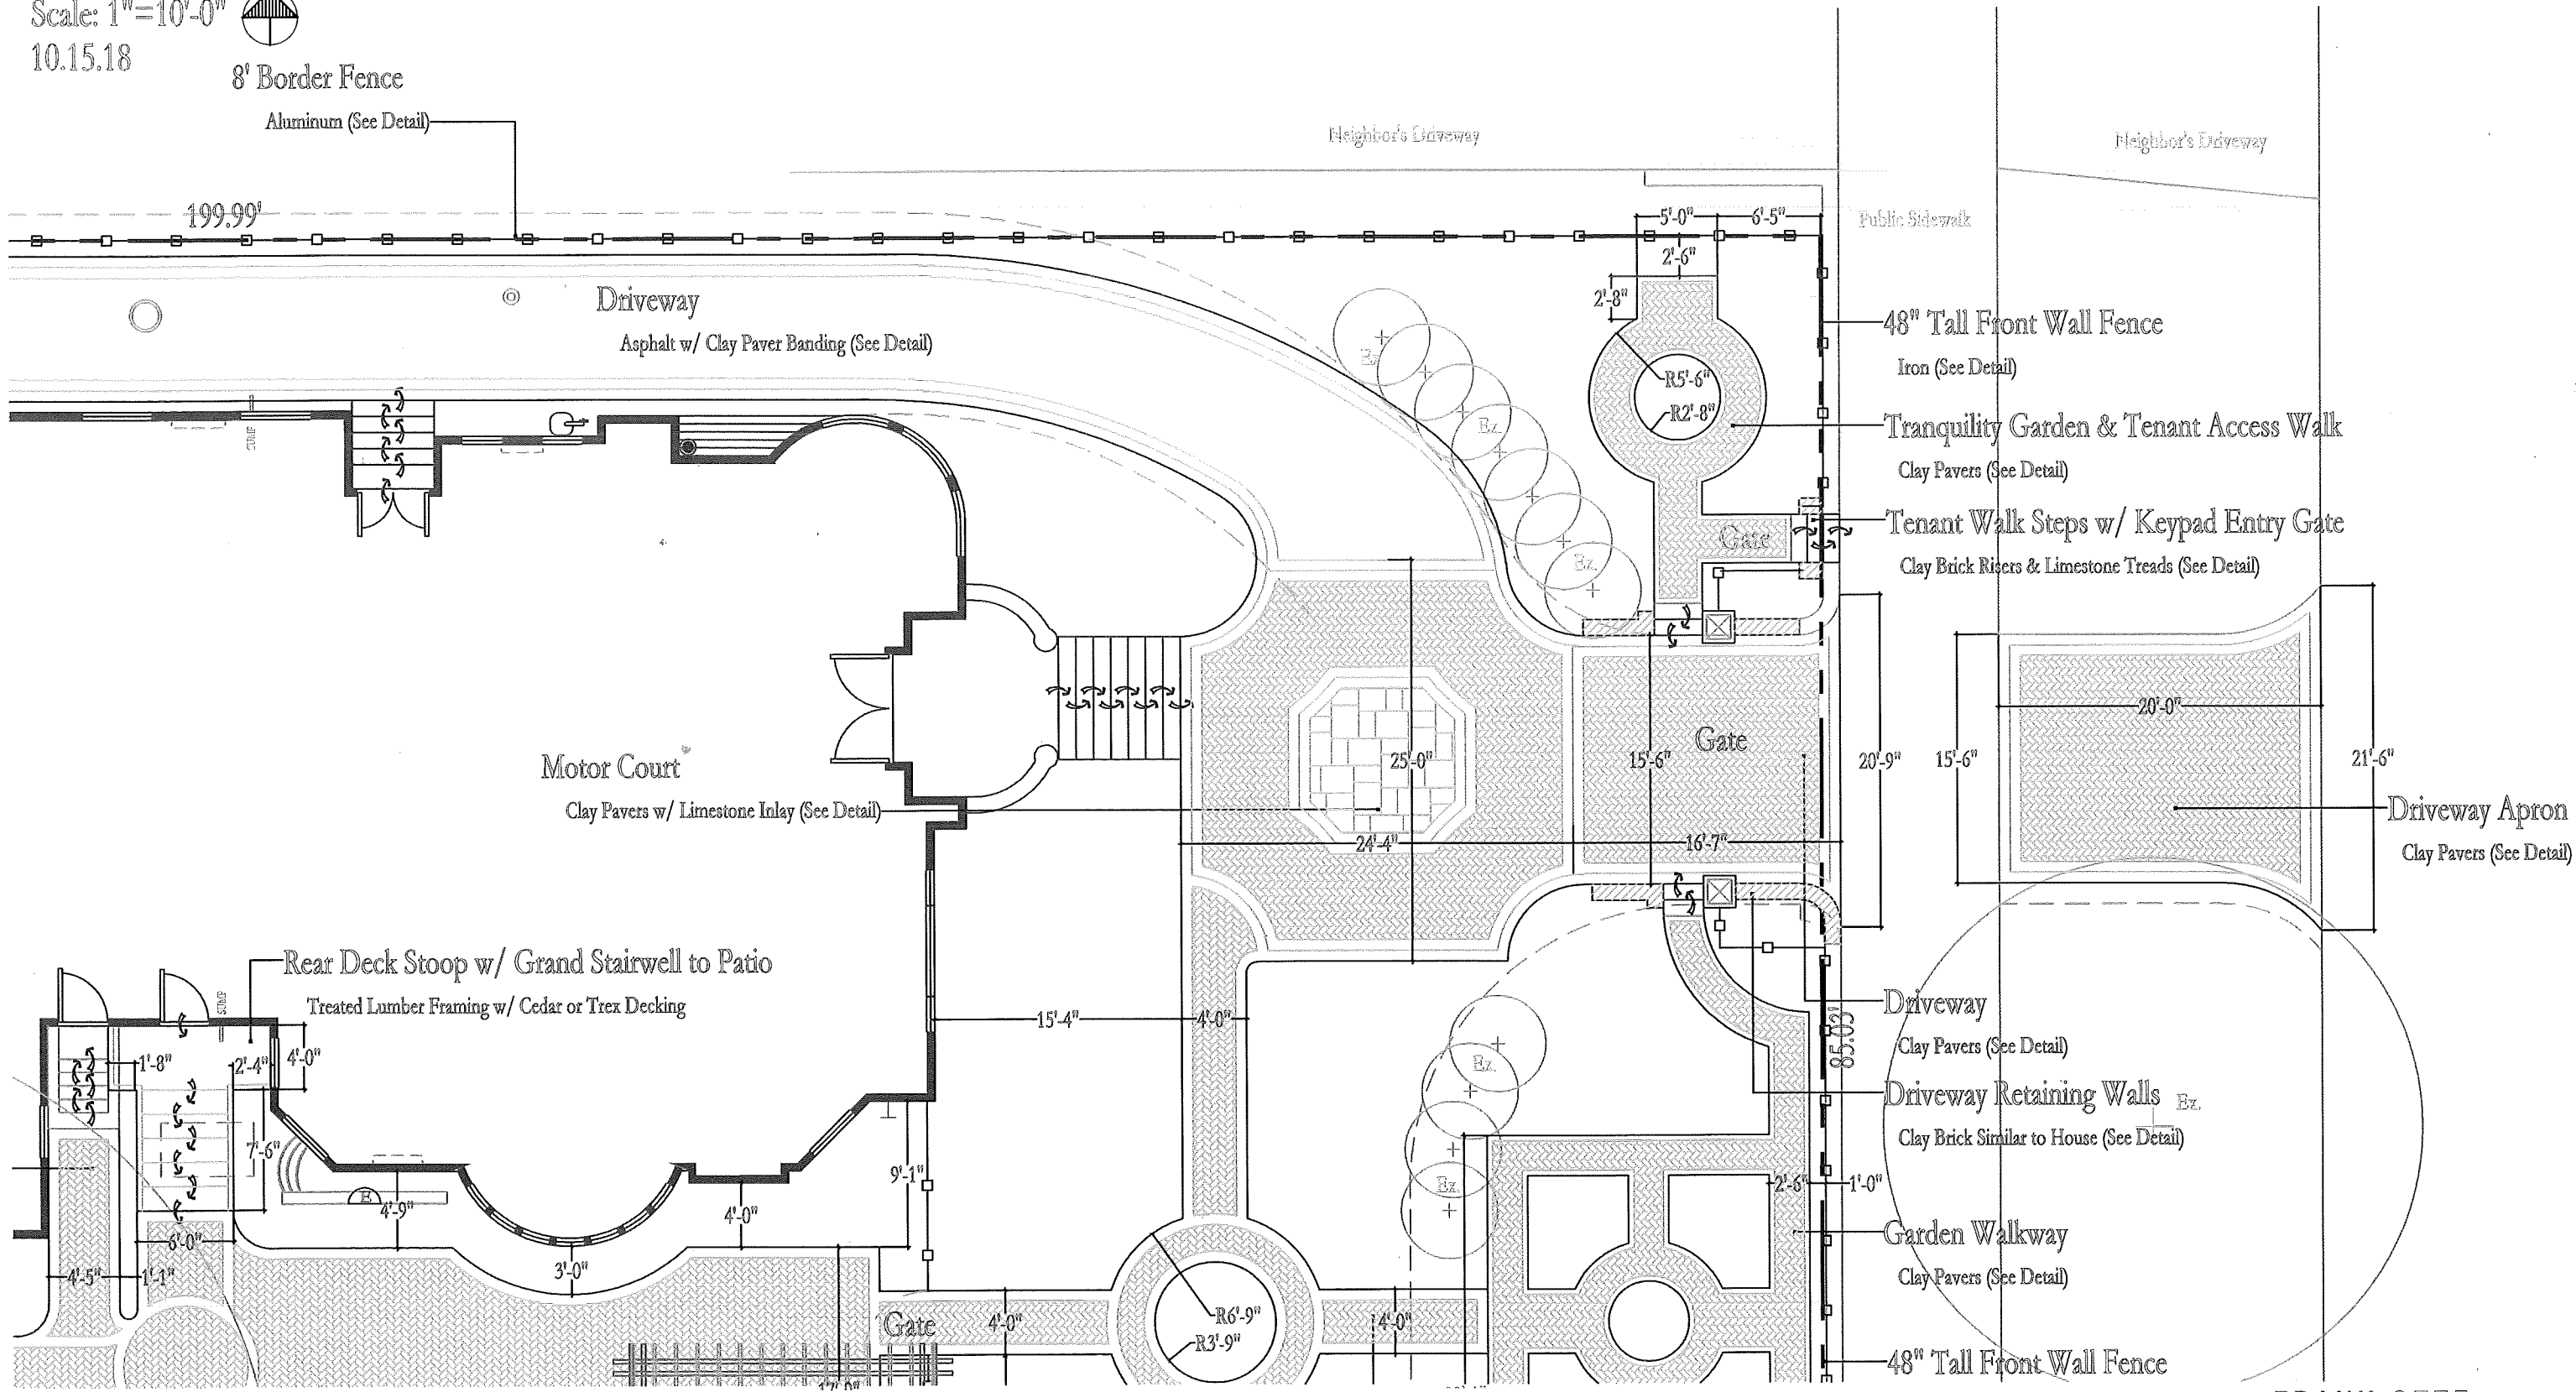 Scale: 1"=10'-0"
10.15.18
8' Border Fence
Aluminum (See Detail)
Neighbor's Driveway
Neighbor's Driveway
199.99'
5'-0"
6'-5"
Public Sidewalk
2'-6"
2'-8"
Driveway
Asphalt w/ Clay Paver Banding (See Detail)
48" Tall Front Wall Fence
Iron (See Detail)
Ez.
R5'-6"
R2'-8"
Tranquility Garden & Tenant Access Walk
Clay Pavers (See Detail)
SUMP
Ez.
Tenant Walk Steps w/ Keypad Entry Gate
Clay Brick Risers & Limestone Treads (See Detail)
Gate
Ez.
20'-0"
Gate
25'-0"
15'-6"
20'-9"
15'-6"
21'-6"
Motor Court
Clay Pavers w/ Limestone Inlay (See Detail)
Driveway Apron
Clay Pavers (See Detail)
24'-4"
16'-7"
Rear Deck Stoop w/ Grand Stairwell to Patio
Treated Lumber Framing w/ Cedar or Trex Decking
SUMP
Driveway
Clay Pavers (See Detail)
15'-4"
4'-0"
85.03'
1'-8"
2'-4"
4'-0"
Ez.
Driveway Retaining Walls
Clay Brick Similar to House (See Detail)
Ez.
7'-6"
9'-1"
Ez.
2'-6"
1'-0"
E
4'-9"
4'-0"
6'-0"
Garden Walkway
Clay Pavers (See Detail)
4'-5"
1'-1"
3'-0"
Gate
4'-0"
R6'-9"
R3'-9"
4'-0"
48" Tall Front Wall Fence